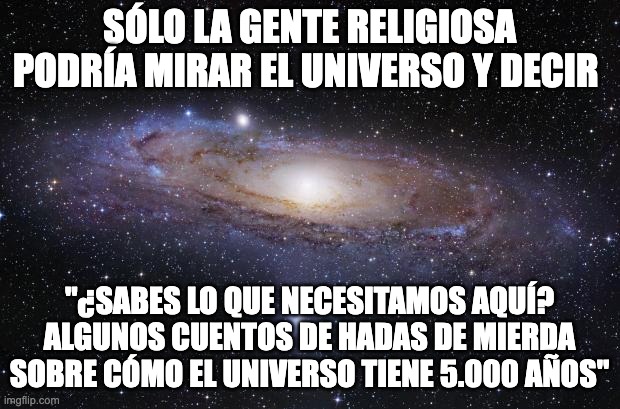 SÓLO LA GENTE RELIGIOSA
PODRÍA MIRAR EL UNIVERSO Y DECIR
"¿SABES LO QUE NECESITAMOS AQUÍ?
ALGUNOS CUENTOS DE HADAS DE MIERDA
SOBRE CÓMO EL UNIVERSO TIENE 5.000 AÑOS"
imgflip.com